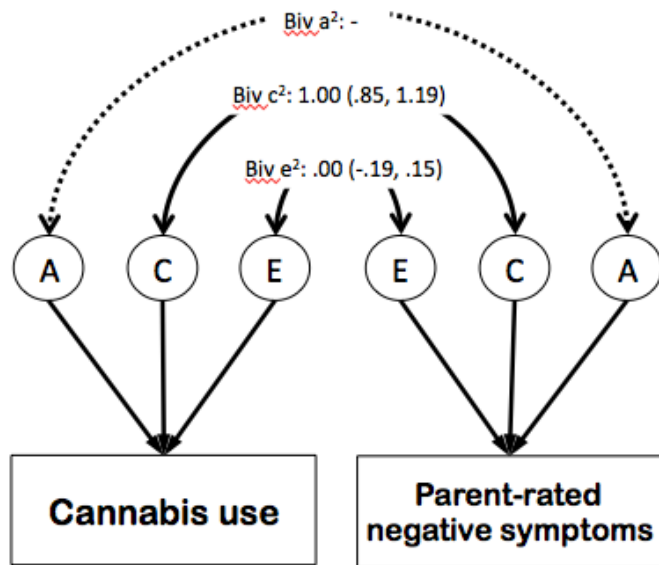 Biv a²: -
Biv c²: 1.00 (.85, 1.19)
Biv e²: .00 (-.19, .15)
A C E E C A
Cannabis use
Parent-rated
negative symptoms